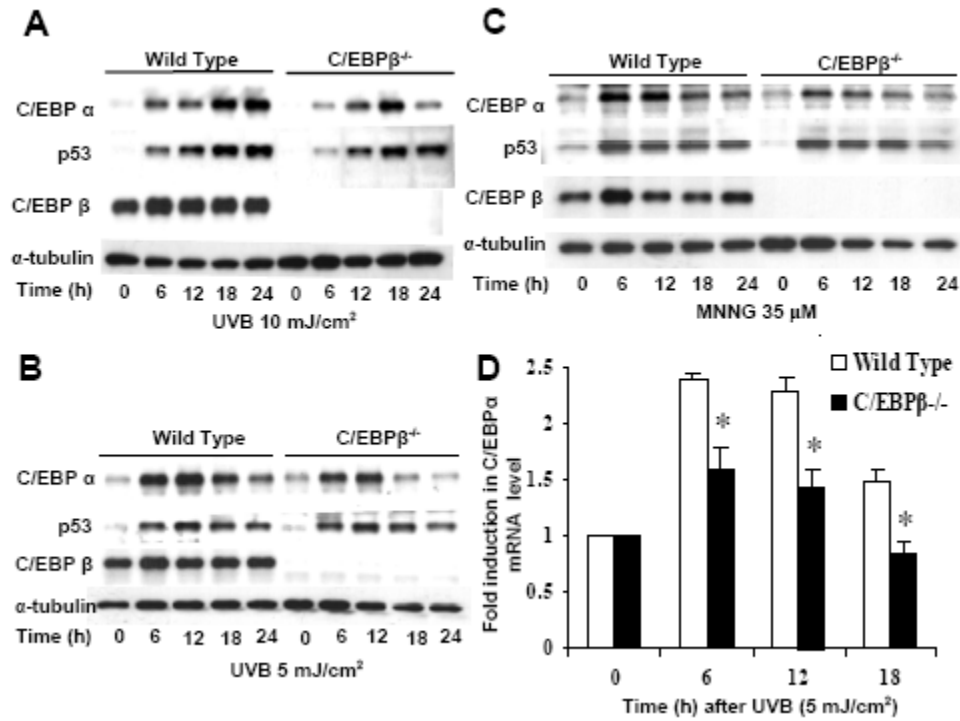 A
Wild Type C/EBPβ-/-
C/EBP α
p53
C/EBP β
α-tubulin
Time (h) 0 6 12 18 24 0 6 12 18 24
UVB 10 mJ/cm²
B
Wild Type C/EBPβ-/-
C/EBP α
p53
C/EBP β
α-tubulin
Time (h) 0 6 12 18 24 0 6 12 18 24
UVB 5 mJ/cm²
C
Wild Type C/EBPβ-/-
C/EBP α
p53
C/EBP β
α-tubulin
Time (h) 0 6 12 18 24 0 6 12 18 24
MNNG 35 µM
D
Wild Type
C/EBPβ-/-
Fold induction in C/EBPα
mRNA level
2.5
2
1.5
1
0.5
0
* * *
0 6 12 18
Time (h) after UVB (5 mJ/cm²)